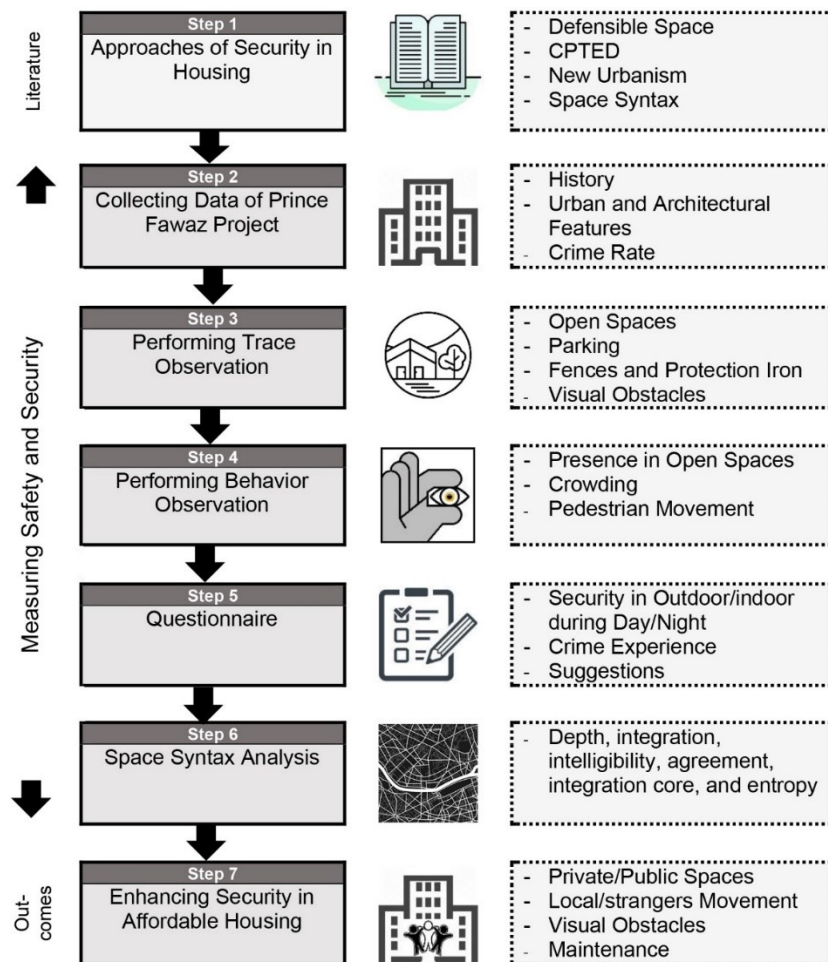 Literature
Step 1
Approaches of Security in
Housing
- Defensible Space
- CPTED
- New Urbanism
- Space Syntax
Measuring Safety and Security
Step 2
Collecting Data of Prince
Fawaz Project
- History
- Urban and Architectural
Features
- Crime Rate
Step 3
Performing Trace
Observation
- Open Spaces
- Parking
- Fences and Protection Iron
- Visual Obstacles
Step 4
Performing Behavior
Observation
- Presence in Open Spaces
- Crowding
- Pedestrian Movement
Step 5
Questionnaire
- Security in Outdoor/indoor
during Day/Night
- Crime Experience
- Suggestions
Step 6
Space Syntax Analysis
- Depth, integration,
intelligibility, agreement,
integration core, and entropy
Out-
comes
Step 7
Enhancing Security in
Affordable Housing
- Private/Public Spaces
- Local/strangers Movement
- Visual Obstacles
- Maintenance